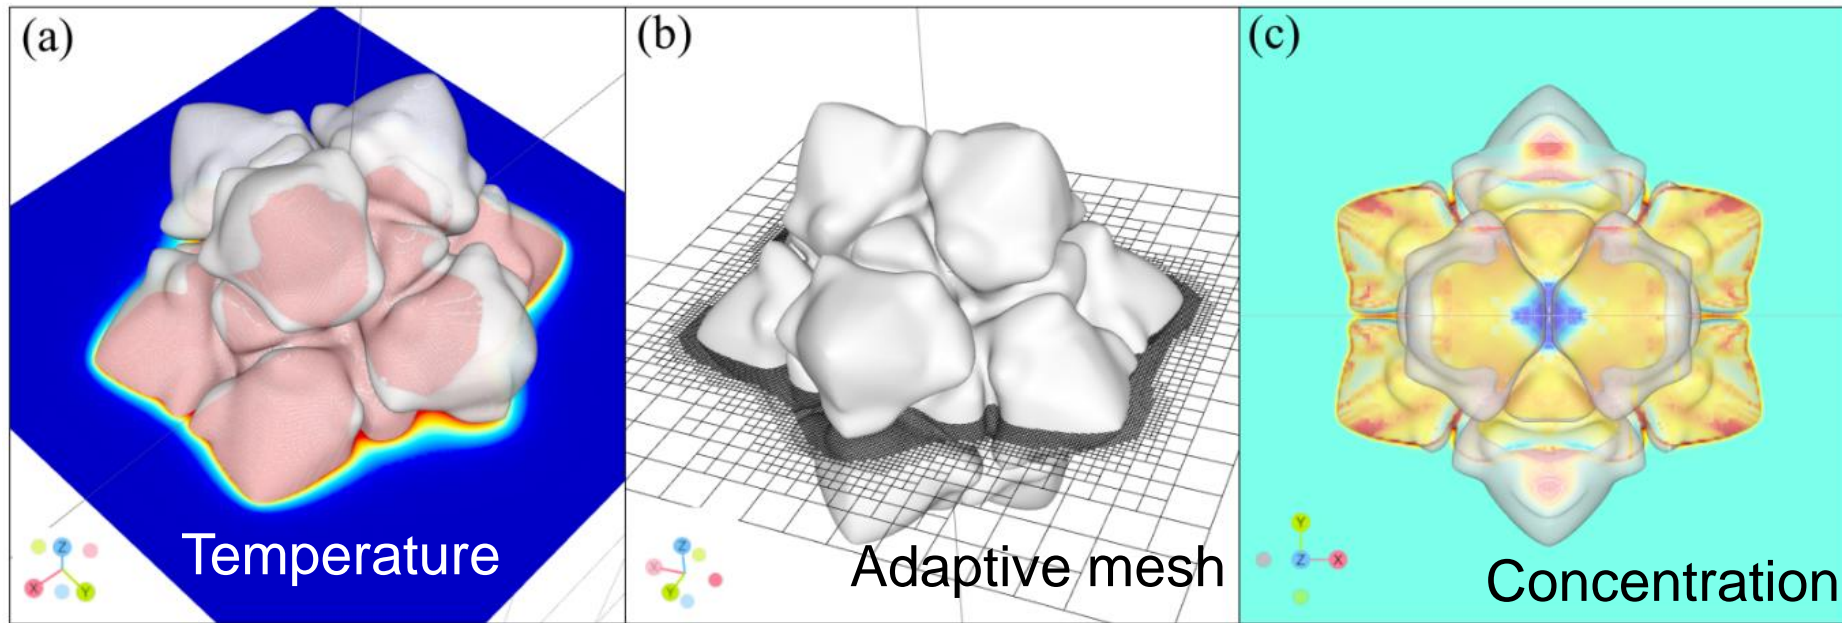 (a)
Temperature
Z
X
Y
(b)
Adaptive mesh
Z
X
Y
(c)
Concentration
Y
Z
X